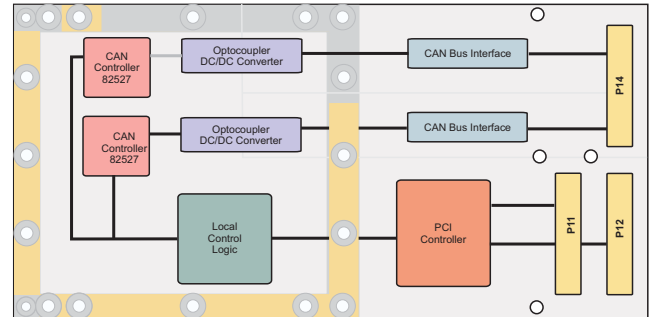 CAN
Controller
82527
Optocoupler
DC/DC Converter
CAN Bus Interface
P14
CAN
Controller
82527
Optocoupler
DC/DC Converter
CAN Bus Interface
Local
Control
Logic
PCI
Controller
P11
P12